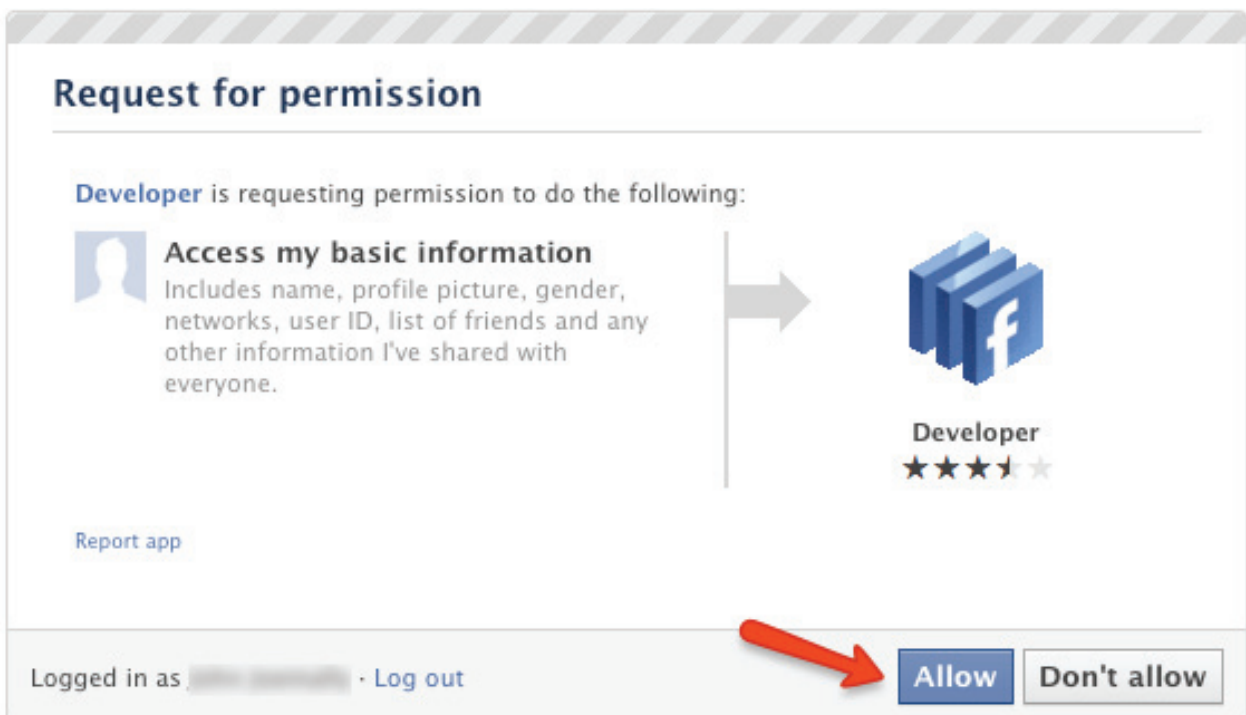 Request for permission
Developer is requesting permission to do the following:
Access my basic information
Includes name, profile picture, gender,
networks, user ID, list of friends and any
other information I've shared with
everyone.
Developer
Report app
Logged in as · Log out
Allow
Don't allow